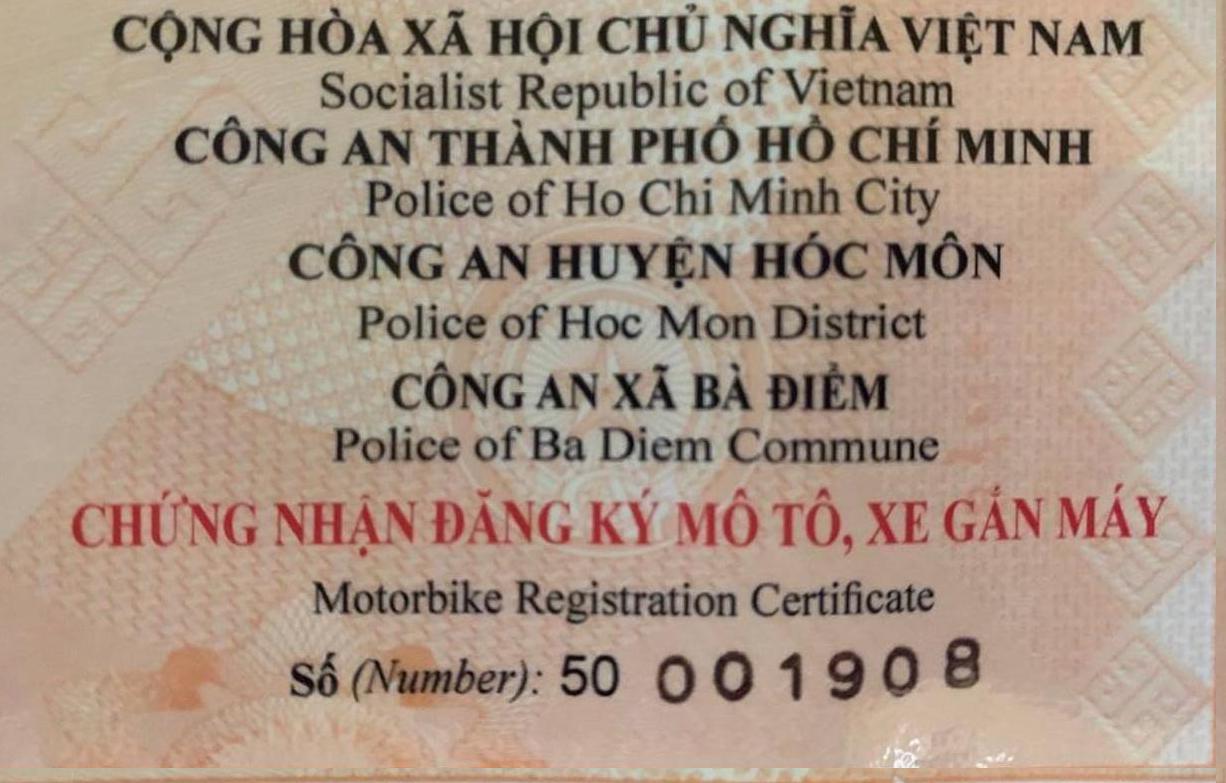 CỘNG HÒA XÃ HỘI CHỦ NGHĨA VIỆT NAM
Socialist Republic of Vietnam
CÔNG AN THÀNH PHỐ HỒ CHÍ MINH
Police of Ho Chi Minh City
CÔNG AN HUYỆN HÓC MÔN
Police of Hoc Mon District
CÔNG AN XÃ BÀ ĐIỂM
Police of Ba Diem Commune
CHỨNG NHẬN ĐĂNG KÝ MÔ TÔ, XE GẮN MÁY
Motorbike Registration Certificate
Số (Number): 50 001908